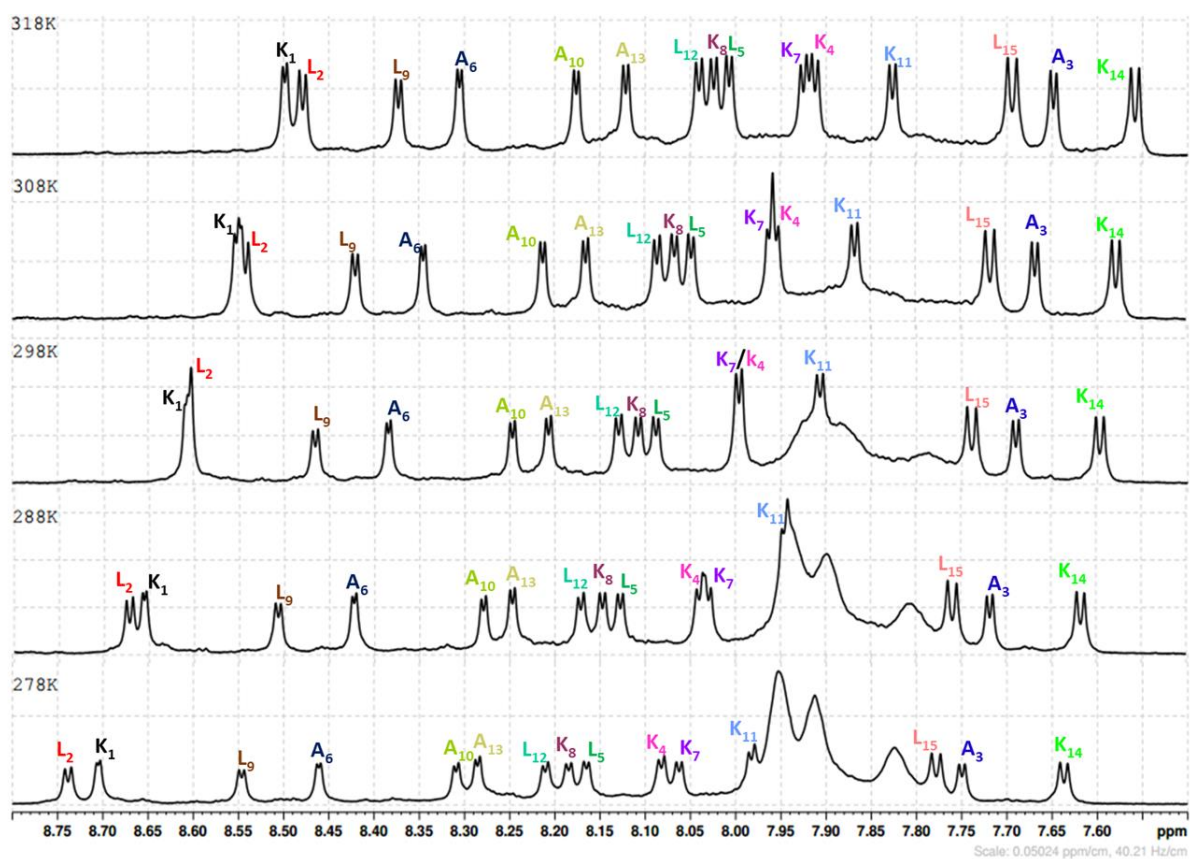 318K
K1 L2 L9 A6 A10 A13 L12 K8 L5 K7 K4 K11 L15 A3 K14
308K
K1 L2 L9 A6 A10 A13 L12 K8 L5 K7 K4 K11 L15 A3 K14
298K
K1 L2 L9 A6 A10 A13 L12 K8 L5 K7/k4 K11 L15 A3 K14
288K
L2 K1 L9 A6 A10 A13 L12 K8 L5 K4 K7 K11 L15 A3 K14
278K
L2 K1 L9 A6 A10 A13 L12 K8 L5 K4 K7 K11 L15 A3 K14
8.75 8.70 8.65 8.60 8.55 8.50 8.45 8.40 8.35 8.30 8.25 8.20 8.15 8.10 8.05 8.00 7.95 7.90 7.85 7.80 7.75 7.70 7.65 7.60 ppm
Scale: 0.05024 ppm/cm, 40.21 Hz/cm